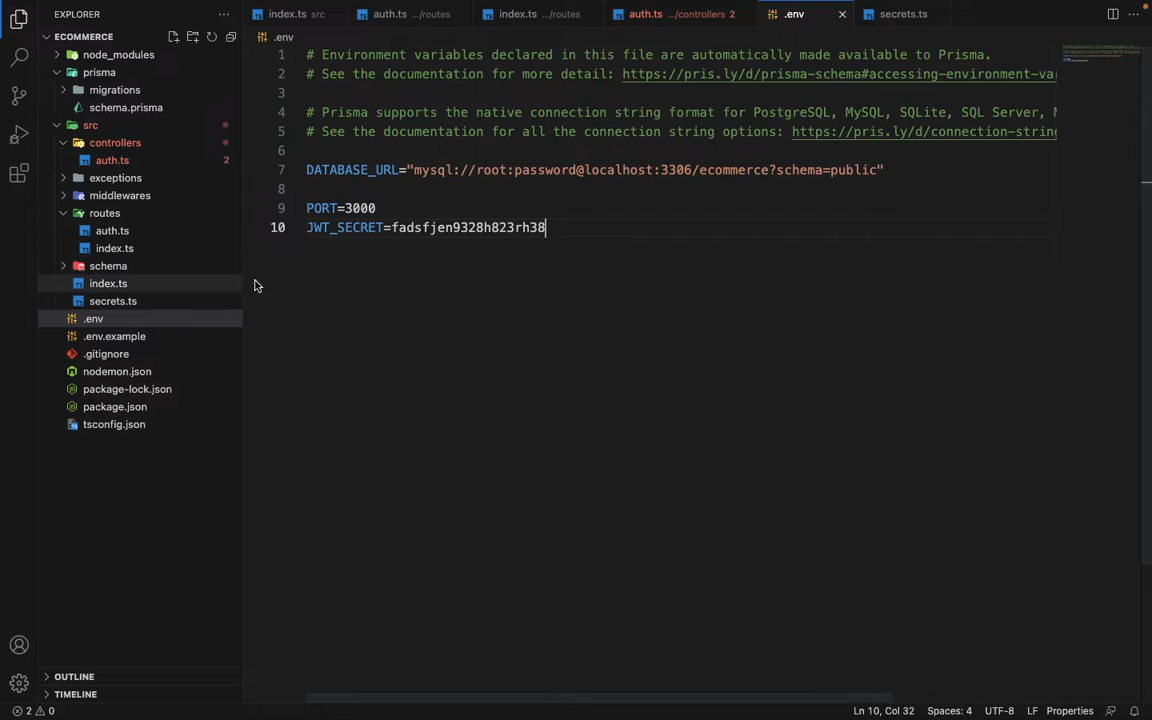 EXPLORER
index.ts src
auth.ts .../routes
index.ts .../routes
auth.ts .../controllers 2
.env
secrets.ts
ECOMMERCE
node_modules
prisma
migrations
schema.prisma
src
controllers
auth.ts 2
exceptions
middlewares
routes
auth.ts
index.ts
schema
index.ts
secrets.ts
.env
.env.example
.gitignore
nodemon.json
package-lock.json
package.json
tsconfig.json
OUTLINE
TIMELINE
.env
1 # Environment variables declared in this file are automatically made available to Prisma.
2 # See the documentation for more detail: https://pris.ly/d/prisma-schema#accessing-environment-va
3
4 # Prisma supports the native connection string format for PostgreSQL, MySQL, SQLite, SQL Server,
5 # See the documentation for all the connection string options: https://pris.ly/d/connection-string
6
7 DATABASE_URL="mysql://root:password@localhost:3306/ecommerce?schema=public"
8
9 PORT=3000
10 JWT_SECRET=fadsfjen9328h823rh38
2 0
Ln 10, Col 32
Spaces: 4
UTF-8
LF
Properties